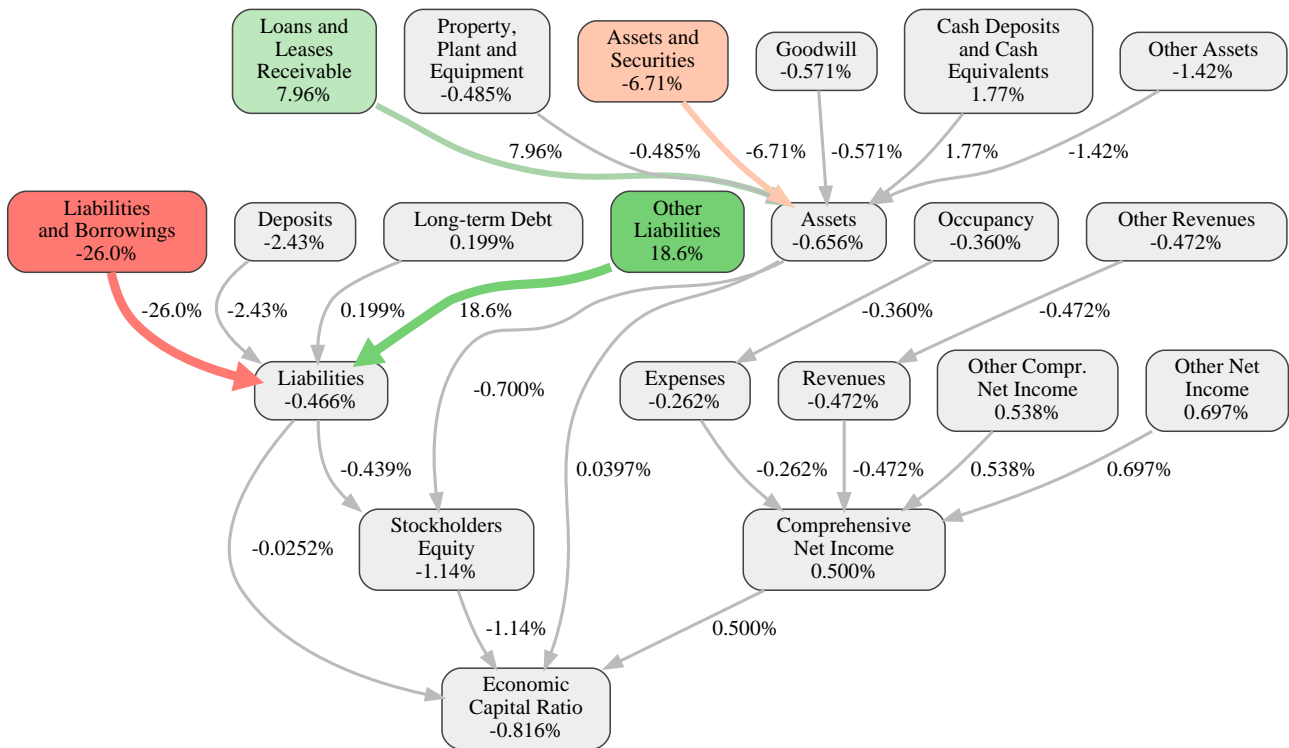 Loans and
Leases
Receivable
7.96%
Property,
Plant and
Equipment
-0.485%
Assets and
Securities
-6.71%
Goodwill
-0.571%
Cash Deposits
and Cash
Equivalents
1.77%
Other Assets
-1.42%
7.96%
-0.485%
-6.71%
-0.571%
1.77%
-1.42%
Liabilities
and Borrowings
-26.0%
Deposits
-2.43%
Long-term Debt
0.199%
Other
Liabilities
18.6%
Assets
-0.656%
Occupancy
-0.360%
Other Revenues
-0.472%
-26.0%
-2.43%
0.199%
18.6%
-0.360%
-0.472%
Liabilities
-0.466%
-0.700%
Expenses
-0.262%
Revenues
-0.472%
Other Compr.
Net Income
0.538%
Other Net
Income
0.697%
-0.439%
0.0397%
-0.262%
-0.472%
0.538%
0.697%
-0.0252%
Stockholders
Equity
-1.14%
Comprehensive
Net Income
0.500%
-1.14%
0.500%
Economic
Capital Ratio
-0.816%